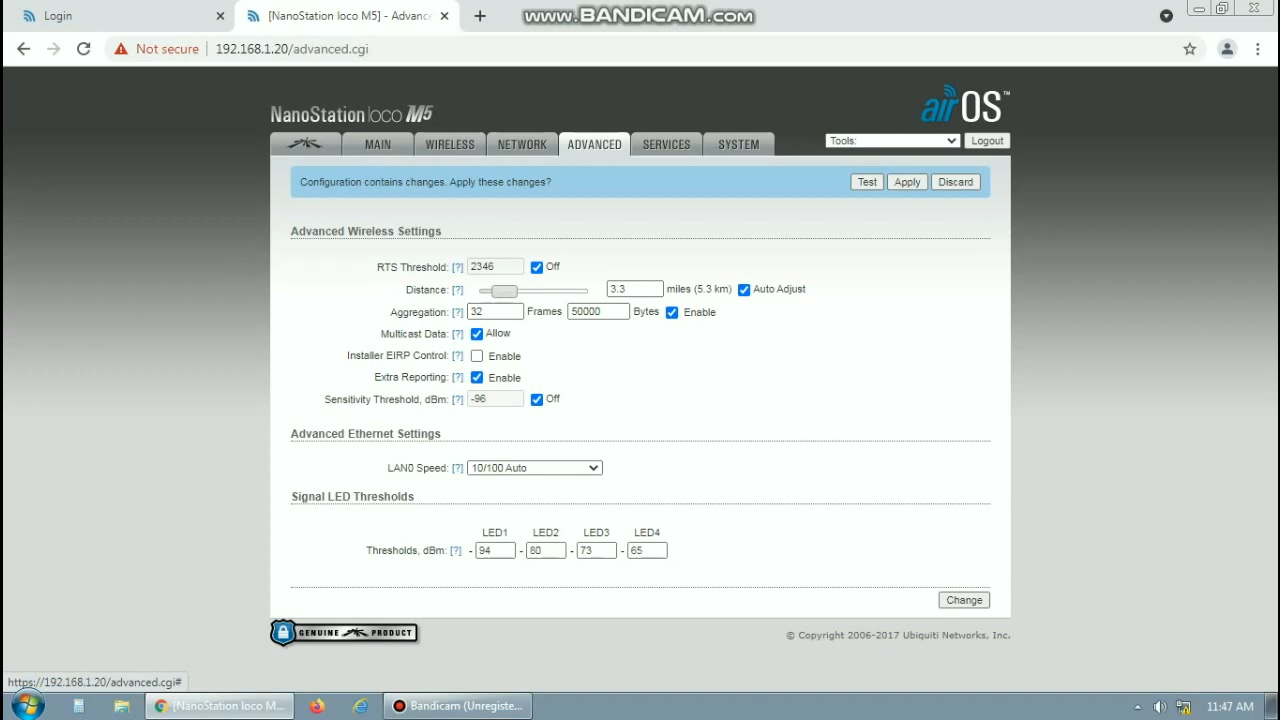 Login
[NanoStation loco M5] - Advance
www.BANDICAM.com
Not secure
192.168.1.20/advanced.cgi
NanoStation loco M5
airOS™
MAIN
WIRELESS
NETWORK
ADVANCED
SERVICES
SYSTEM
Tools:
Logout
Configuration contains changes. Apply these changes?
Test
Apply
Discard
Advanced Wireless Settings
RTS Threshold: [?] 2346 Off
Distance: [?] 3.3 miles (5.3 km) Auto Adjust
Aggregation: [?] 32 Frames 50000 Bytes Enable
Multicast Data: [?] Allow
Installer EIRP Control: [?] Enable
Extra Reporting: [?] Enable
Sensitivity Threshold, dBm: [?] -96 Off
Advanced Ethernet Settings
LAN0 Speed: [?] 10/100 Auto
Signal LED Thresholds
LED1 LED2 LED3 LED4
Thresholds, dBm: [?] - 94 - 80 - 73 - 65
Change
GENUINE PRODUCT
© Copyright 2006-2017 Ubiquiti Networks, Inc.
https://192.168.1.20/advanced.cgi#
[NanoStation loco M...
Bandicam (Unregiste...
11:47 AM